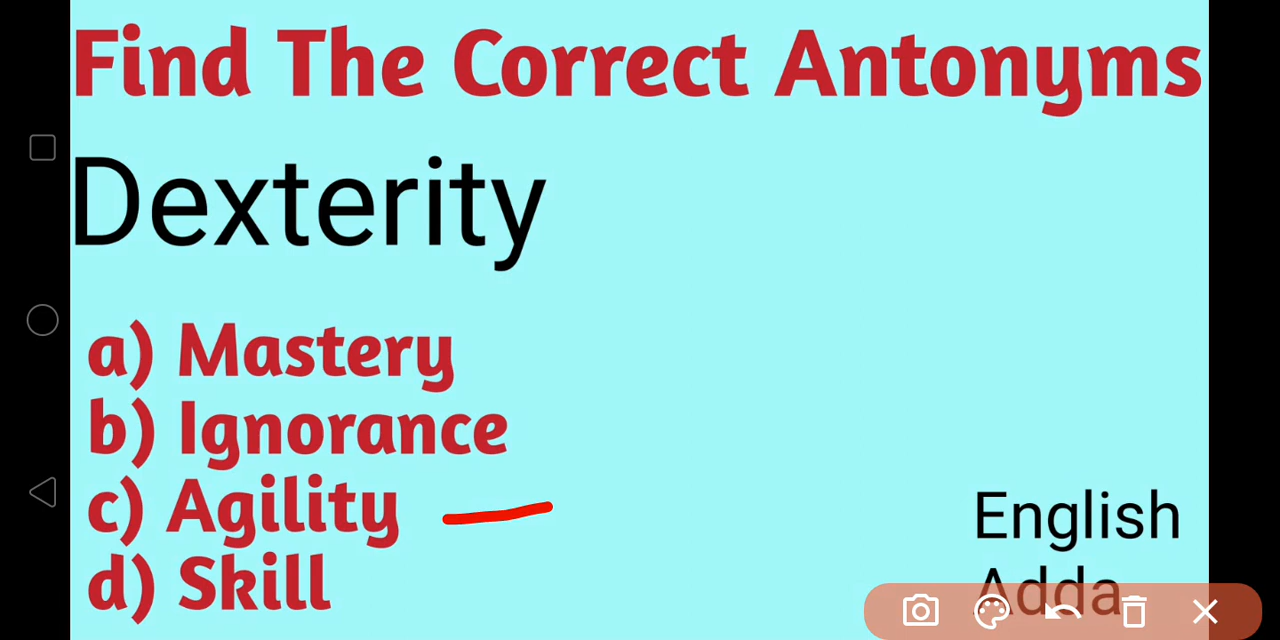 Find The Correct Antonyms
Dexterity
a) Mastery
b) Ignorance
c) Agility
d) Skill
English
Adda